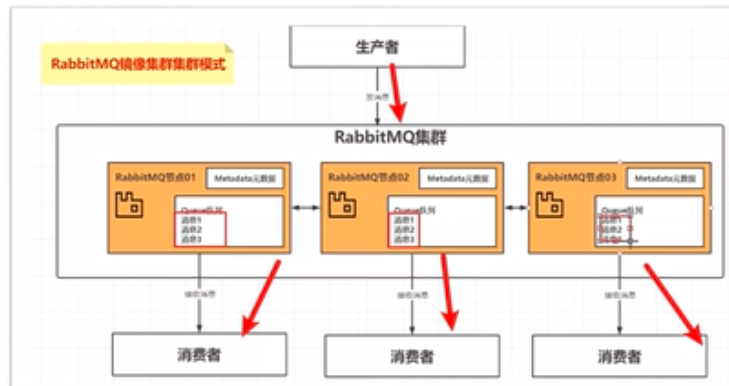 生产者
RabbitMQ镜像集群集群模式
发消息
RabbitMQ集群
RabbitMQ节点01
Metadata元数据
Queue队列
消息1
消息2
消息3
RabbitMQ节点02
Metadata元数据
Queue队列
消息1
消息2
消息3
RabbitMQ节点03
Metadata元数据
Queue队列
消息1
消息2
接收消息
接收消息
接收消息
消费者
消费者
消费者